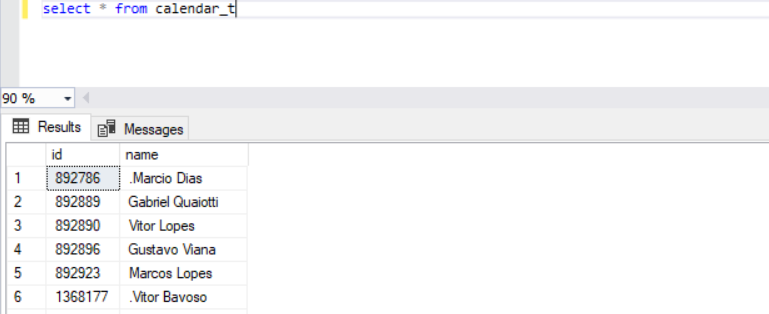 select * from calendar_t
90 %
Results Messages
id name
1 892786 .Marcio Dias
2 892889 Gabriel Quaiotti
3 892890 Vitor Lopes
4 892896 Gustavo Viana
5 892923 Marcos Lopes
6 1368177 .Vitor Bavoso